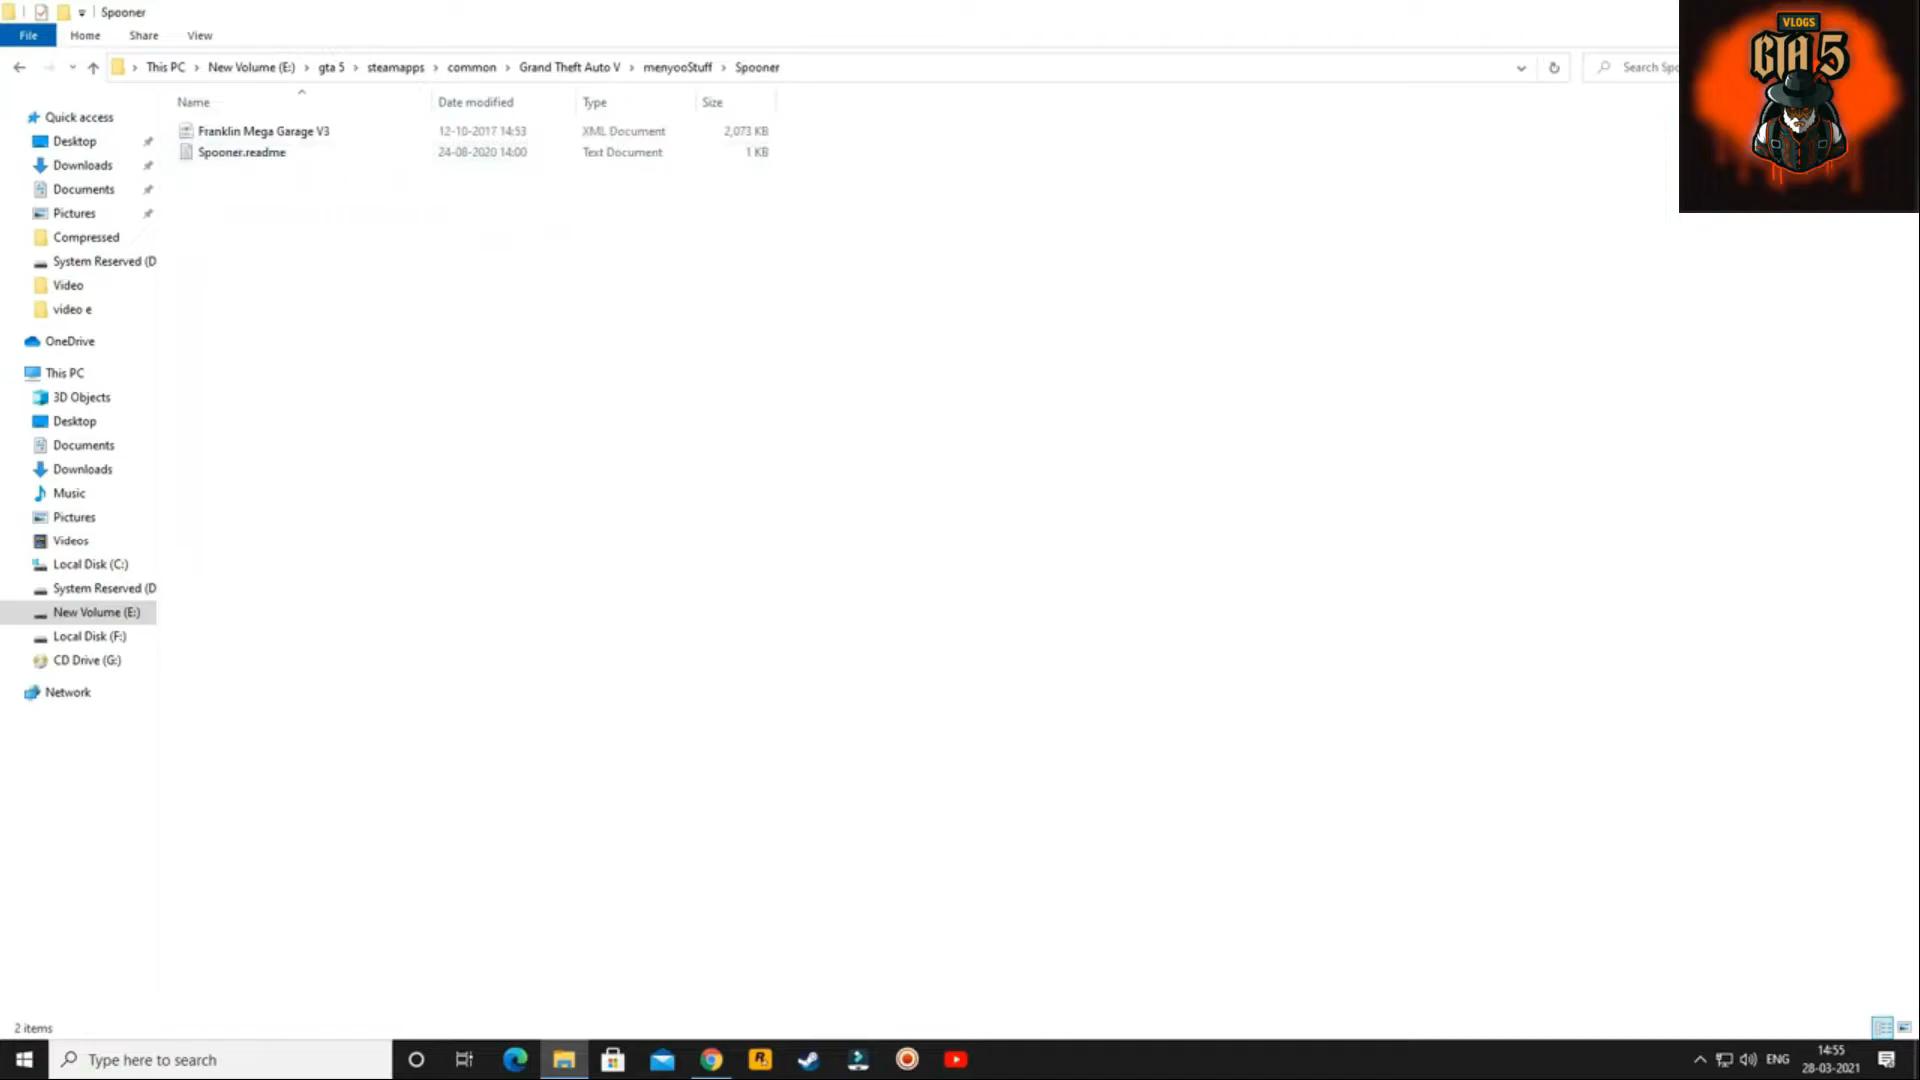 Spooner
File Home Share View
This PC New Volume (E:) gta 5 steamapps common Grand Theft Auto V menyooStuff Spooner
VLOGS
GTA 5
Name Date modified Type Size
Franklin Mega Garage V3 12-10-2017 14:53 XML Document 2,073 KB
Spooner.readme 24-08-2020 14:00 Text Document 1 KB
Quick access
Desktop
Downloads
Documents
Pictures
Compressed
System Reserved (D
Video
video e
OneDrive
This PC
3D Objects
Desktop
Documents
Downloads
Music
Pictures
Videos
Local Disk (C:)
System Reserved (D
New Volume (E:)
Local Disk (F:)
CD Drive (G:)
Network
2 items
Type here to search
ENG
14:55
28-03-2021